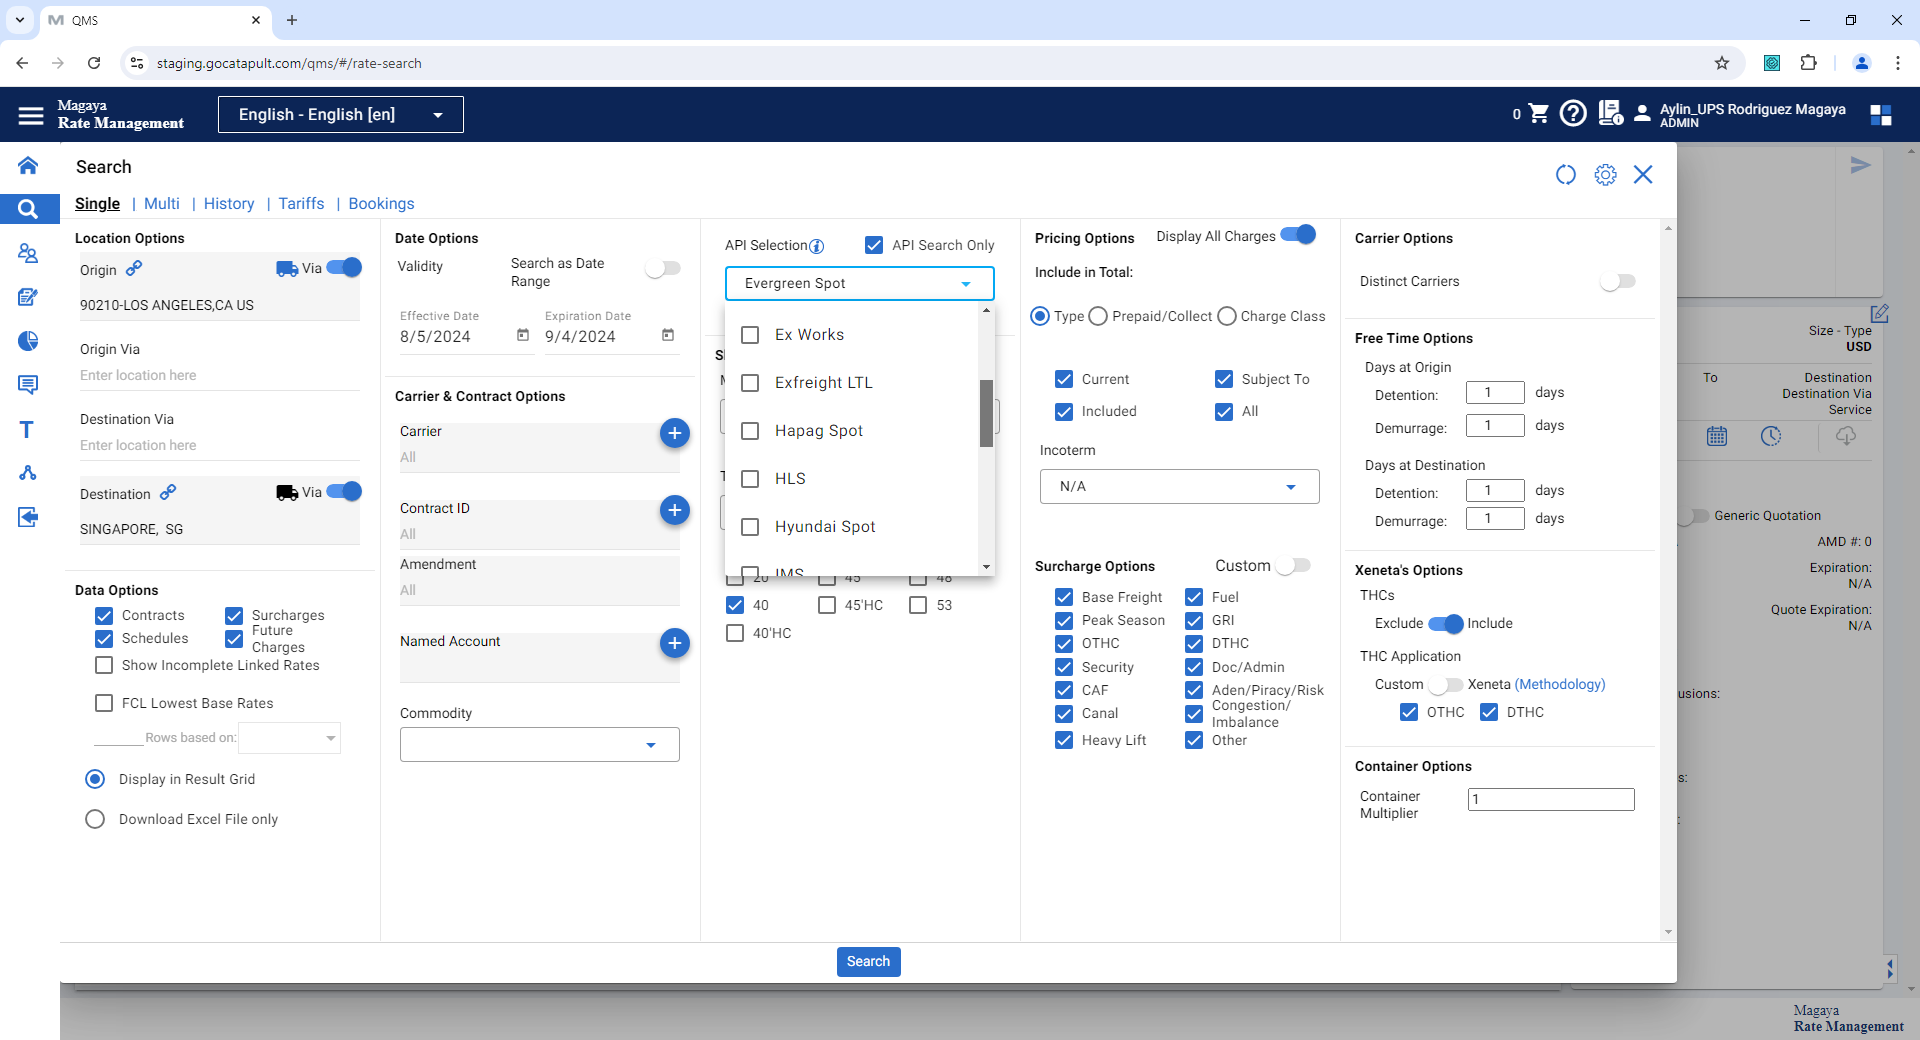 QMS
staging.gocatapult.com/qms/#/rate-search
Magaya
Rate Management
English - English [en]
0
Aylin_UPS Rodriguez Magaya
ADMIN
Search
Single | Multi | History | Tariffs | Bookings
Location Options
Origin
Via
90210-LOS ANGELES,CA US
Origin Via
Enter location here
Destination Via
Enter location here
Destination
Via
SINGAPORE, SG
Data Options
Contracts
Surcharges
Schedules
Future Charges
Show Incomplete Linked Rates
FCL Lowest Base Rates
Rows based on:
Display in Result Grid
Download Excel File only
Date Options
Validity
Search as Date Range
Effective Date
8/5/2024
Expiration Date
9/4/2024
Carrier & Contract Options
Carrier
All
Contract ID
All
Amendment
All
Named Account
Commodity
API Selection
API Search Only
Evergreen Spot
Ex Works
Exfreight LTL
Hapag Spot
HLS
Hyundai Spot
IMS
20
45
48
40
45'HC
53
40'HC
Pricing Options
Display All Charges
Include in Total:
Type
Prepaid/Collect
Charge Class
Current
Subject To
Included
All
Incoterm
N/A
Surcharge Options
Custom
Base Freight
Fuel
Peak Season
GRI
OTHC
DTHC
Security
Doc/Admin
CAF
Aden/Piracy/Risk
Canal
Congestion/
Imbalance
Heavy Lift
Other
Carrier Options
Distinct Carriers
Free Time Options
Days at Origin
Detention: 1 days
Demurrage: 1 days
Days at Destination
Detention: 1 days
Demurrage: 1 days
Xeneta's Options
THCs
Exclude
Include
THC Application
Custom
Xeneta (Methodology)
OTHC
DTHC
Container Options
Container Multiplier
1
Search
Size - Type
USD
To
Destination
Destination Via
Service
Generic Quotation
AMD #: 0
Expiration:
N/A
Quote Expiration:
N/A
usions:
s:
Magaya
Rate Management